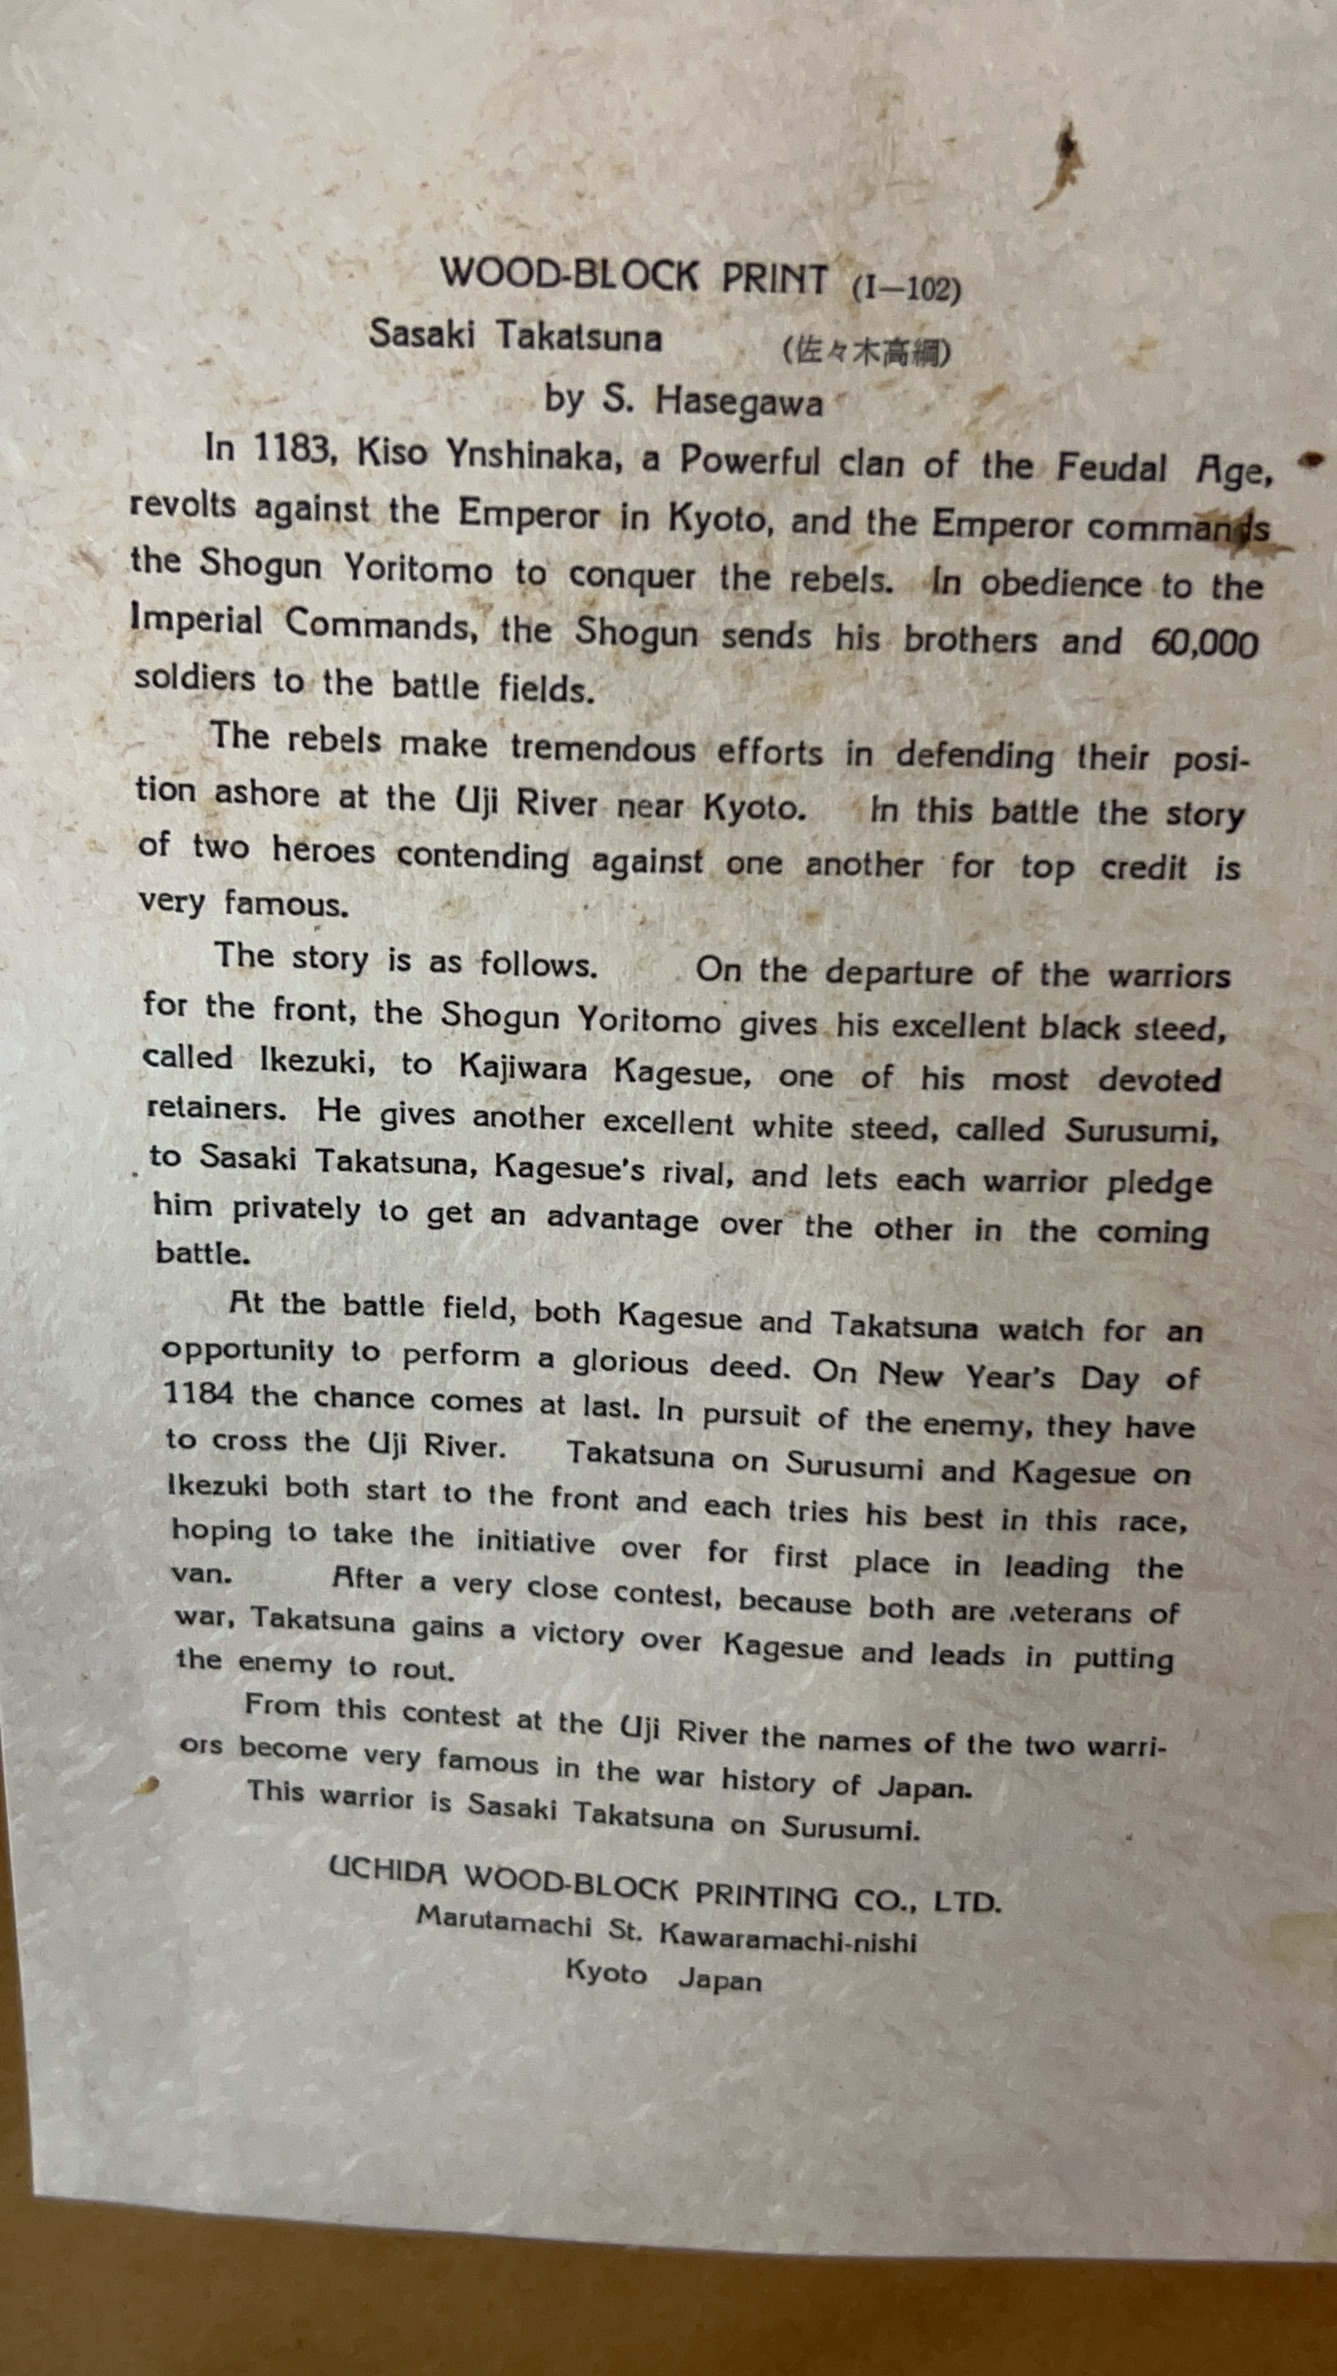 WOOD-BLOCK PRINT (I—102)
Sasaki Takatsuna (佐々木高綱)
by S. Hasegawa
In 1183, Kiso Ynshinaka, a Powerful clan of the Feudal Age,
revolts against the Emperor in Kyoto, and the Emperor commands
the Shogun Yoritomo to conquer the rebels. In obedience to the
Imperial Commands, the Shogun sends his brothers and 60,000
soldiers to the battle fields.
The rebels make tremendous efforts in defending their posi-
tion ashore at the Uji River near Kyoto. In this battle the story
of two heroes contending against one another for top credit is
very famous.
The story is as follows. On the departure of the warriors
for the front, the Shogun Yoritomo gives his excellent black steed,
called Ikezuki, to Kajiwara Kagesue, one of his most devoted
retainers. He gives another excellent white steed, called Surusumi,
to Sasaki Takatsuna, Kagesue's rival, and lets each warrior pledge
him privately to get an advantage over the other in the coming
battle.
At the battle field, both Kagesue and Takatsuna watch for an
opportunity to perform a glorious deed. On New Year's Day of
1184 the chance comes at last. In pursuit of the enemy, they have
to cross the Uji River. Takatsuna on Surusumi and Kagesue on
Ikezuki both start to the front and each tries his best in this race,
hoping to take the initiative over for first place in leading the
van. After a very close contest, because both are veterans of
war, Takatsuna gains a victory over Kagesue and leads in putting
the enemy to rout.
From this contest at the Uji River the names of the two warri-
ors become very famous in the war history of Japan.
This warrior is Sasaki Takatsuna on Surusumi.
UCHIDA WOOD-BLOCK PRINTING CO., LTD.
Marutamachi St. Kawaramachi-nishi
Kyoto Japan